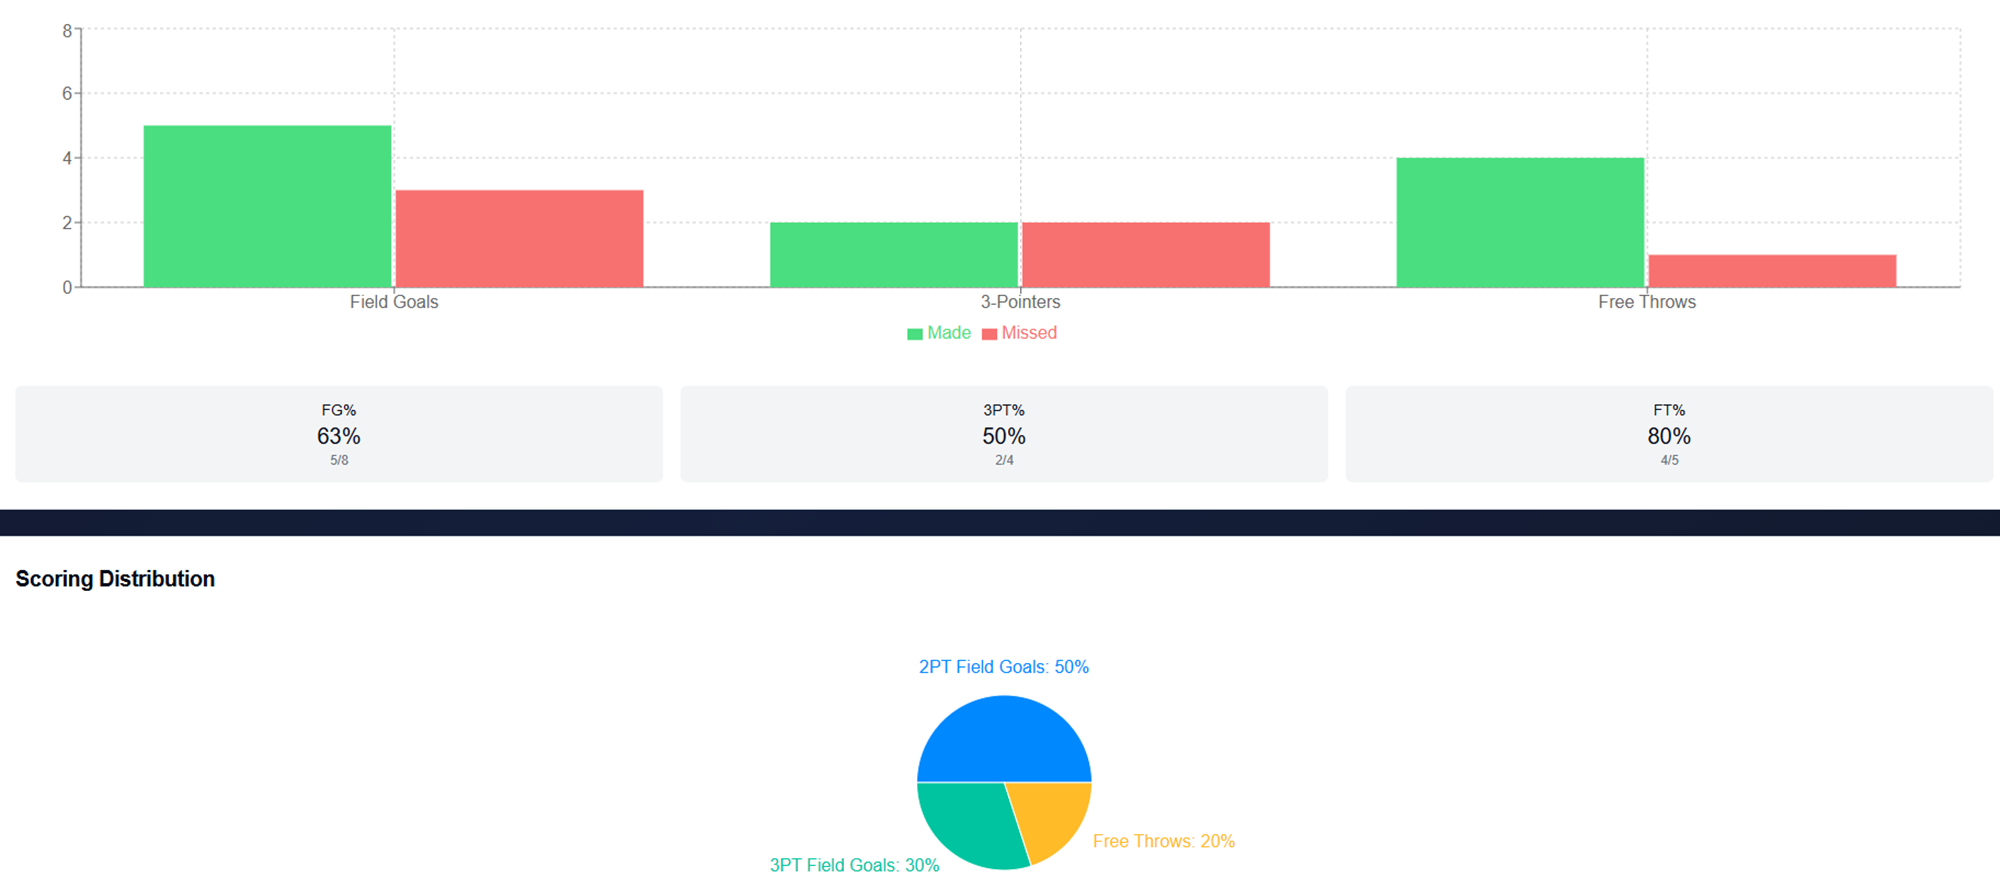 8
6
4
2
0
Field Goals
3-Pointers
Free Throws
Made
Missed
FG%
63%
5/8
3PT%
50%
2/4
FT%
80%
4/5
Scoring Distribution
2PT Field Goals: 50%
Free Throws: 20%
3PT Field Goals: 30%